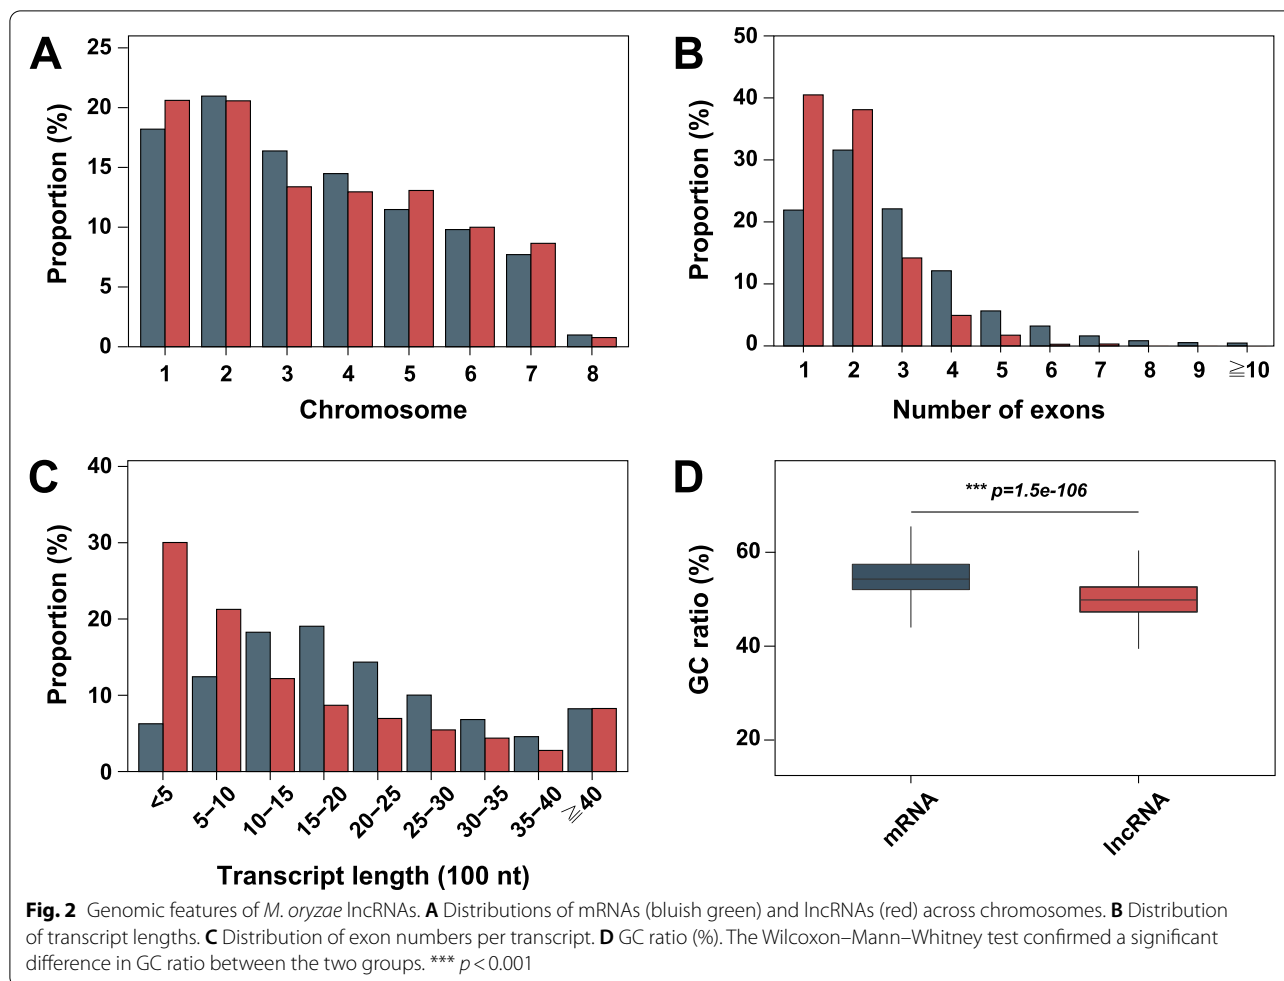 A
25
20
15
10
5
0
Proportion (%)
1 2 3 4 5 6 7 8
Chromosome
B
50
40
30
20
10
0
Proportion (%)
1 2 3 4 5 6 7 8 9 ≧10
Number of exons
C
40
30
20
10
0
Proportion (%)
<5 5–10 10–15 15–20 20–25 25–30 30–35 35–40 ≧40
Transcript length (100 nt)
D
*** p=1.5e-106
60
40
20
GC ratio (%)
mRNA lncRNA
Fig. 2 Genomic features of M. oryzae lncRNAs. A Distributions of mRNAs (bluish green) and lncRNAs (red) across chromosomes. B Distribution
of transcript lengths. C Distribution of exon numbers per transcript. D GC ratio (%). The Wilcoxon–Mann–Whitney test confirmed a significant
difference in GC ratio between the two groups. *** p < 0.001